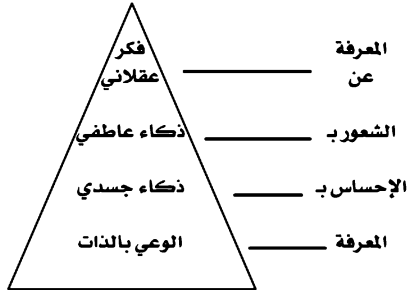 فكر
عقلاني
المعرفة
عن
ذكاء عاطفي
الشعور بـ
ذكاء جسدي
الإحساس بـ
الوعي بالذات
المعرفة